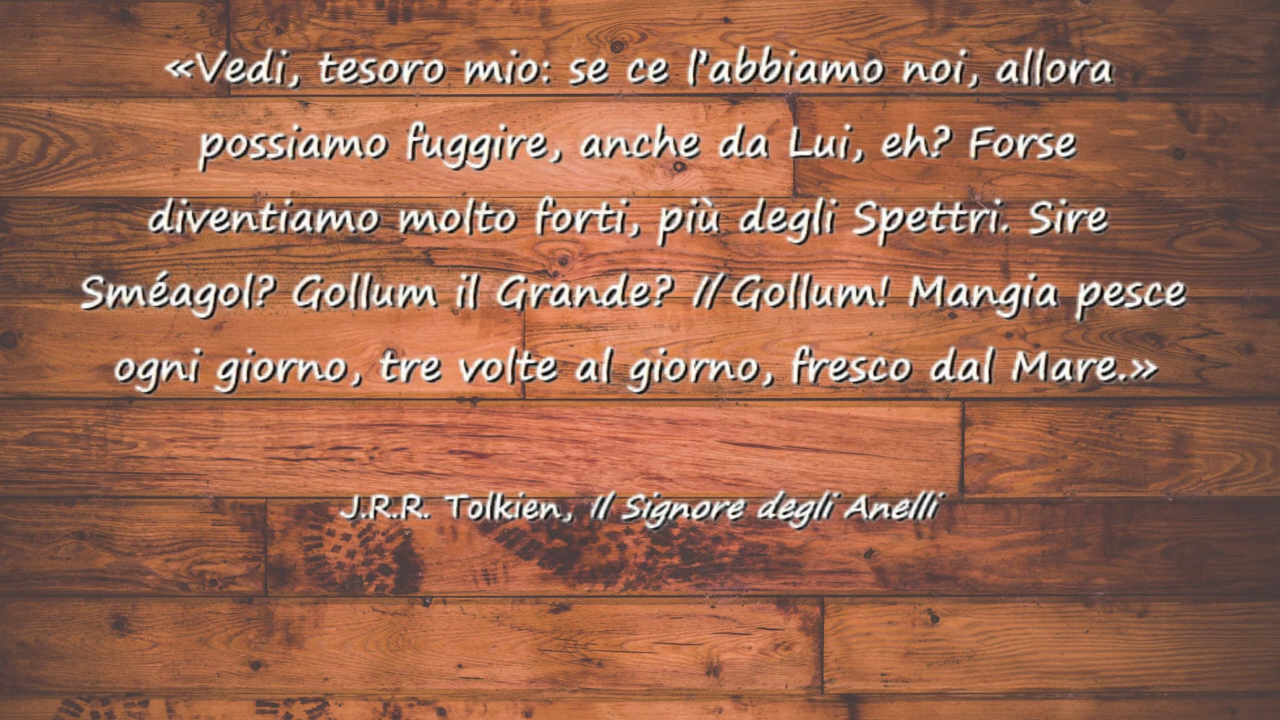 «Vedi, tesoro mio: se ce l'abbiamo noi, allora
possiamo fuggire, anche da Lui, eh? Forse
diventiamo molto forti, più degli Spettri. Sire
Sméagol? Gollum il Grande? Il Gollum! Mangia pesce
ogni giorno, tre volte al giorno, fresco dal Mare.»
J.R.R. Tolkien, Il Signore degli Anelli